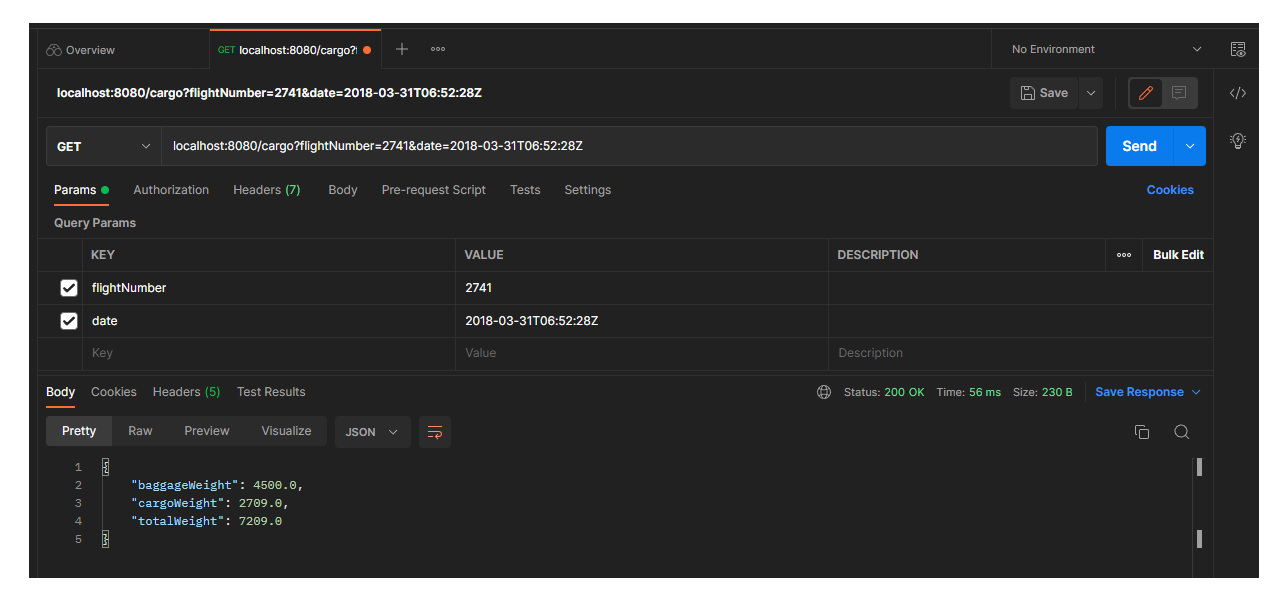 Overview GET localhost:8080/cargo?f No Environment
localhost:8080/cargo?flightNumber=2741&date=2018-03-31T06:52:28Z Save
GET localhost:8080/cargo?flightNumber=2741&date=2018-03-31T06:52:28Z Send
Params Authorization Headers (7) Body Pre-request Script Tests Settings Cookies
Query Params
KEY VALUE DESCRIPTION Bulk Edit
flightNumber 2741
date 2018-03-31T06:52:28Z
Key Value Description
Body Cookies Headers (5) Test Results Status: 200 OK Time: 56 ms Size: 230 B Save Response
Pretty Raw Preview Visualize JSON
1 {
2 "baggageWeight": 4500.0,
3 "cargoWeight": 2709.0,
4 "totalWeight": 7209.0
5 }